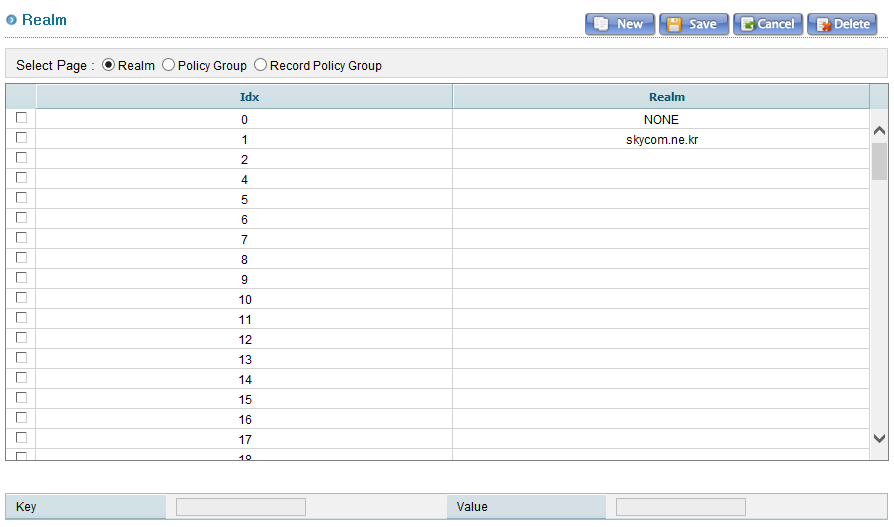 Realm
New Save Cancel Delete
Select Page : Realm Policy Group Record Policy Group
Idx Realm
0 NONE
1 skycom.ne.kr
2
4
5
6
7
8
9
10
11
12
13
14
15
16
17
18
Key Value